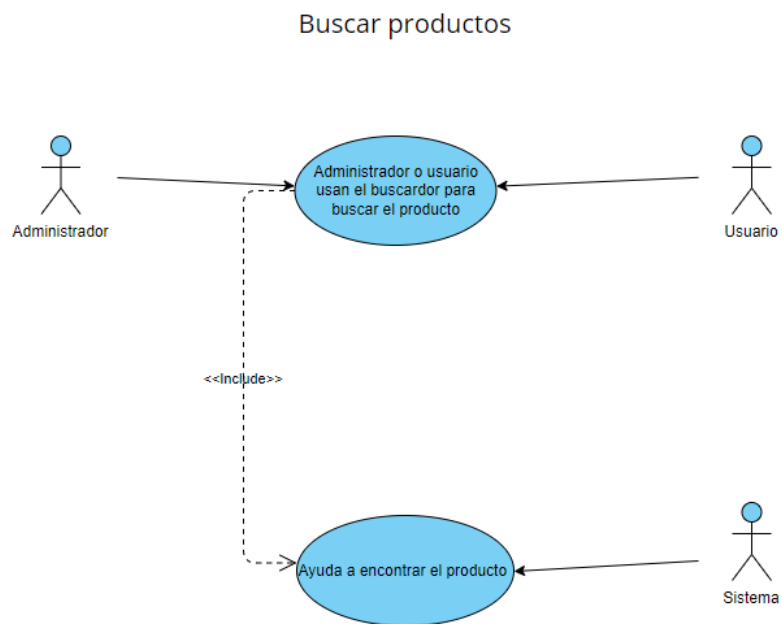 Buscar productos
Administrador o usuario
usan el buscardor para
buscar el producto
Administrador
Usuario
<<Include>>
Ayuda a encontrar el producto
Sistema